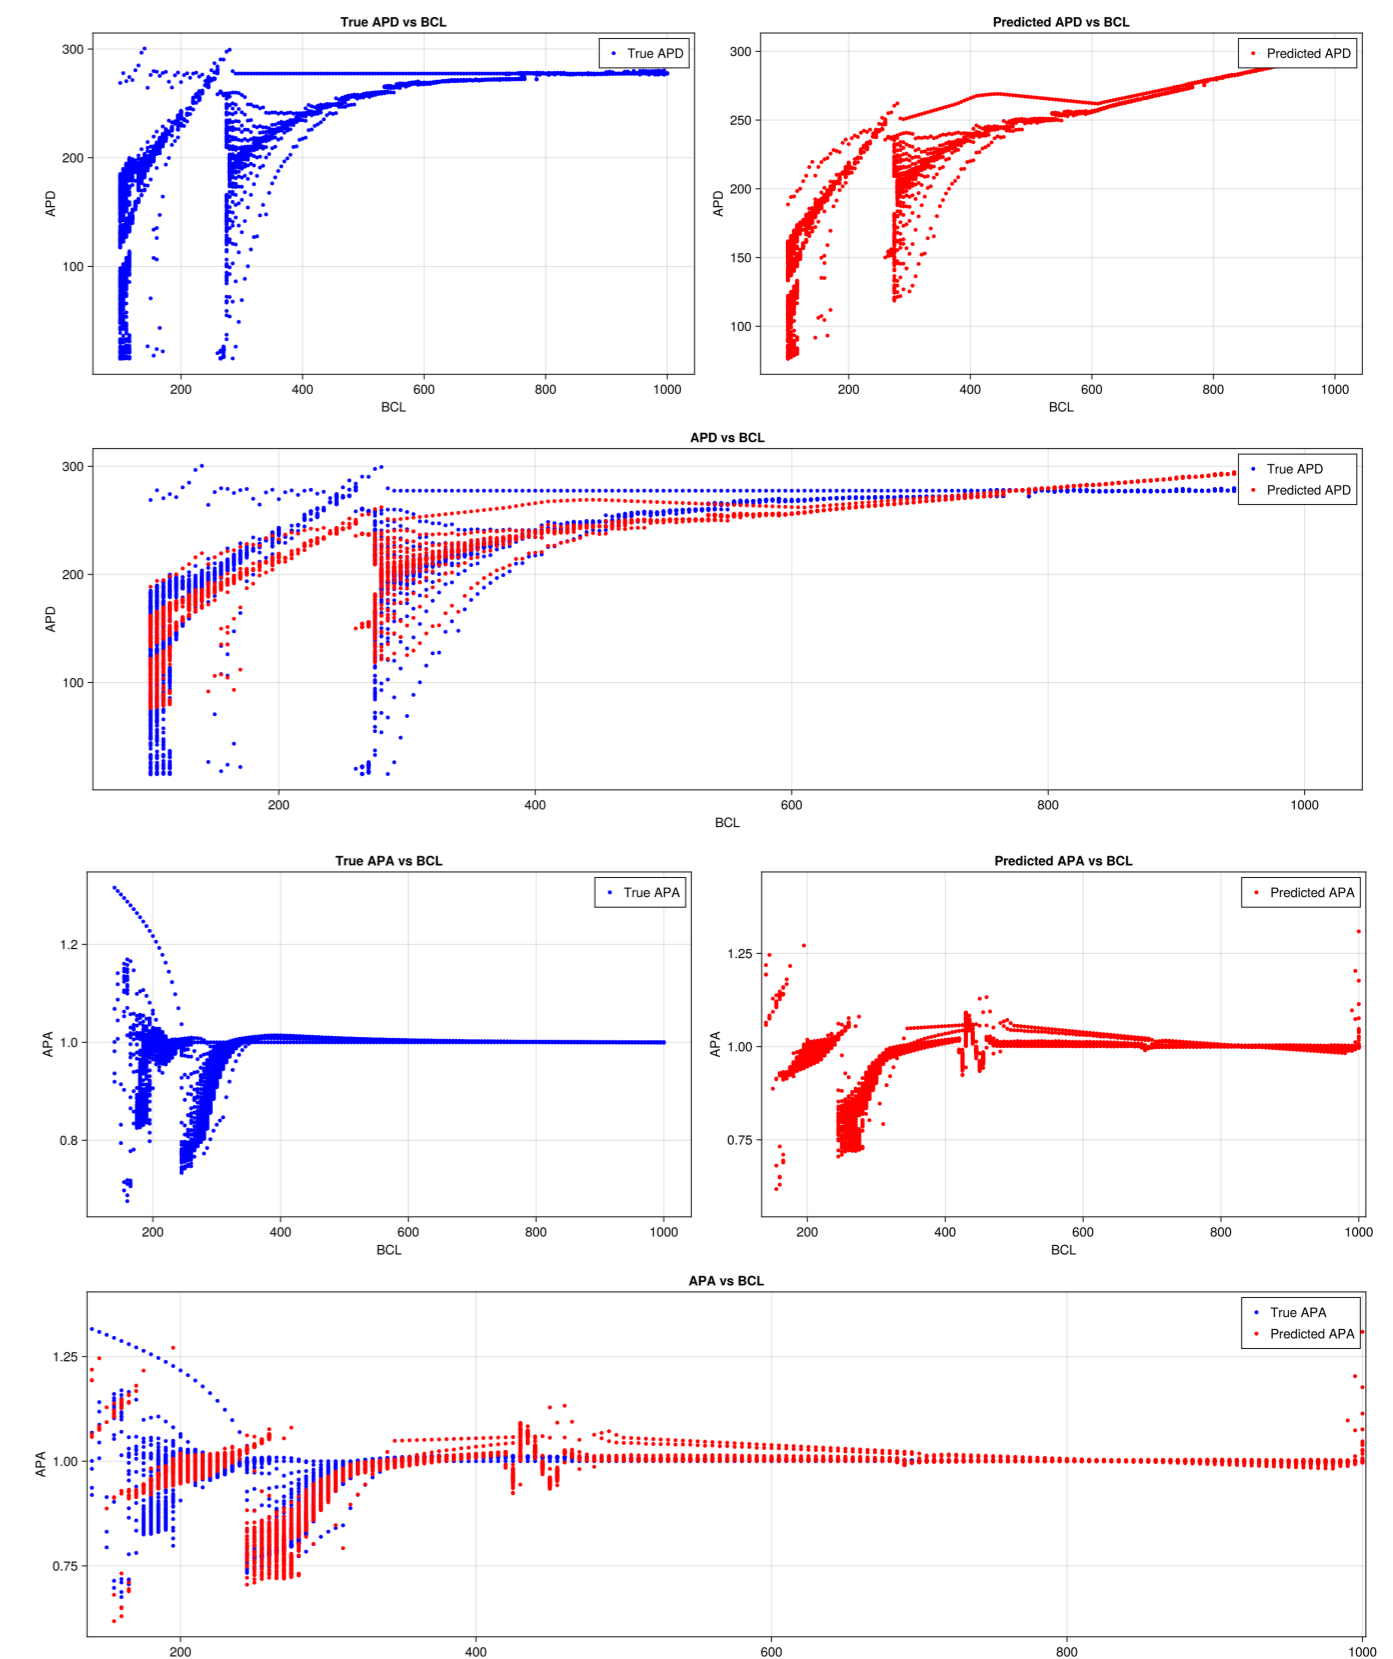 True APD vs BCL
Predicted APD vs BCL
300
200
100
APD
True APD
200
400
600
800
1000
BCL
300
250
200
150
100
APD
Predicted APD
200
400
600
800
1000
BCL
APD vs BCL
300
200
100
APD
True APD
Predicted APD
200
400
600
800
1000
BCL
True APA vs BCL
Predicted APA vs BCL
1.2
1.0
0.8
APA
True APA
200
400
600
800
1000
BCL
1.25
1.00
0.75
APA
Predicted APA
200
400
600
800
1000
BCL
APA vs BCL
1.25
1.00
0.75
APA
True APA
Predicted APA
200
400
600
800
1000